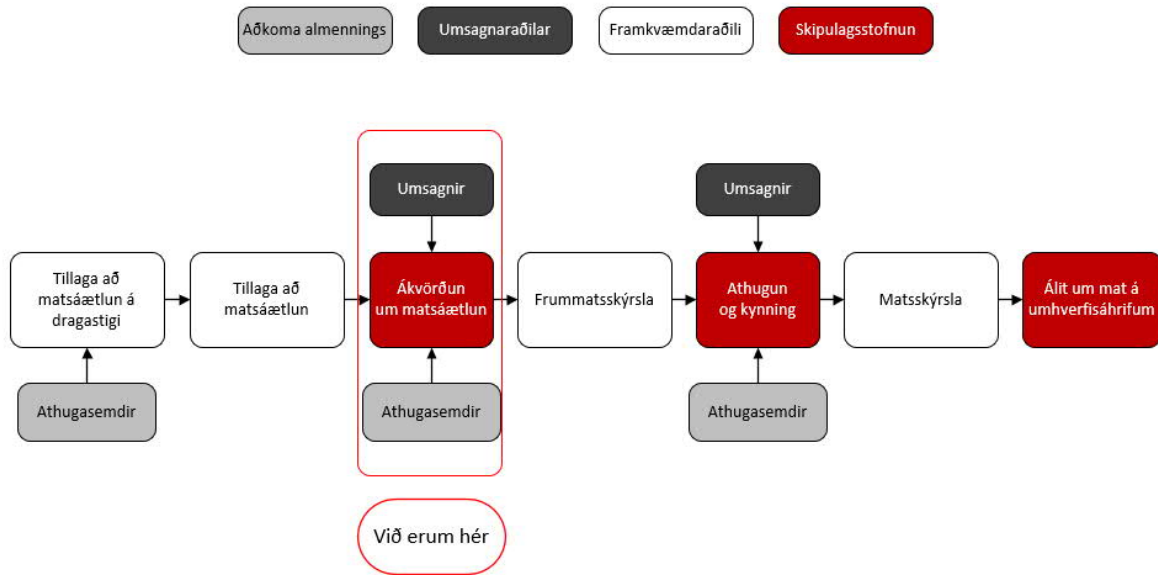 Aðkoma almennings
Umsagnaraðilar
Framkvæmdaraðili
Skipulagsstofnun
Umsagnir
Umsagnir
Tillaga að
matsáætlun á
dragastigi
Tillaga að
matsáætlun
Ákvörðun
um matsáætlun
Frummatsskýrsla
Athugun
og kynning
Matsskýrsla
Álit um mat á
umhverfisáhrifum
Athugasemdir
Athugasemdir
Athugasemdir
Við erum hér